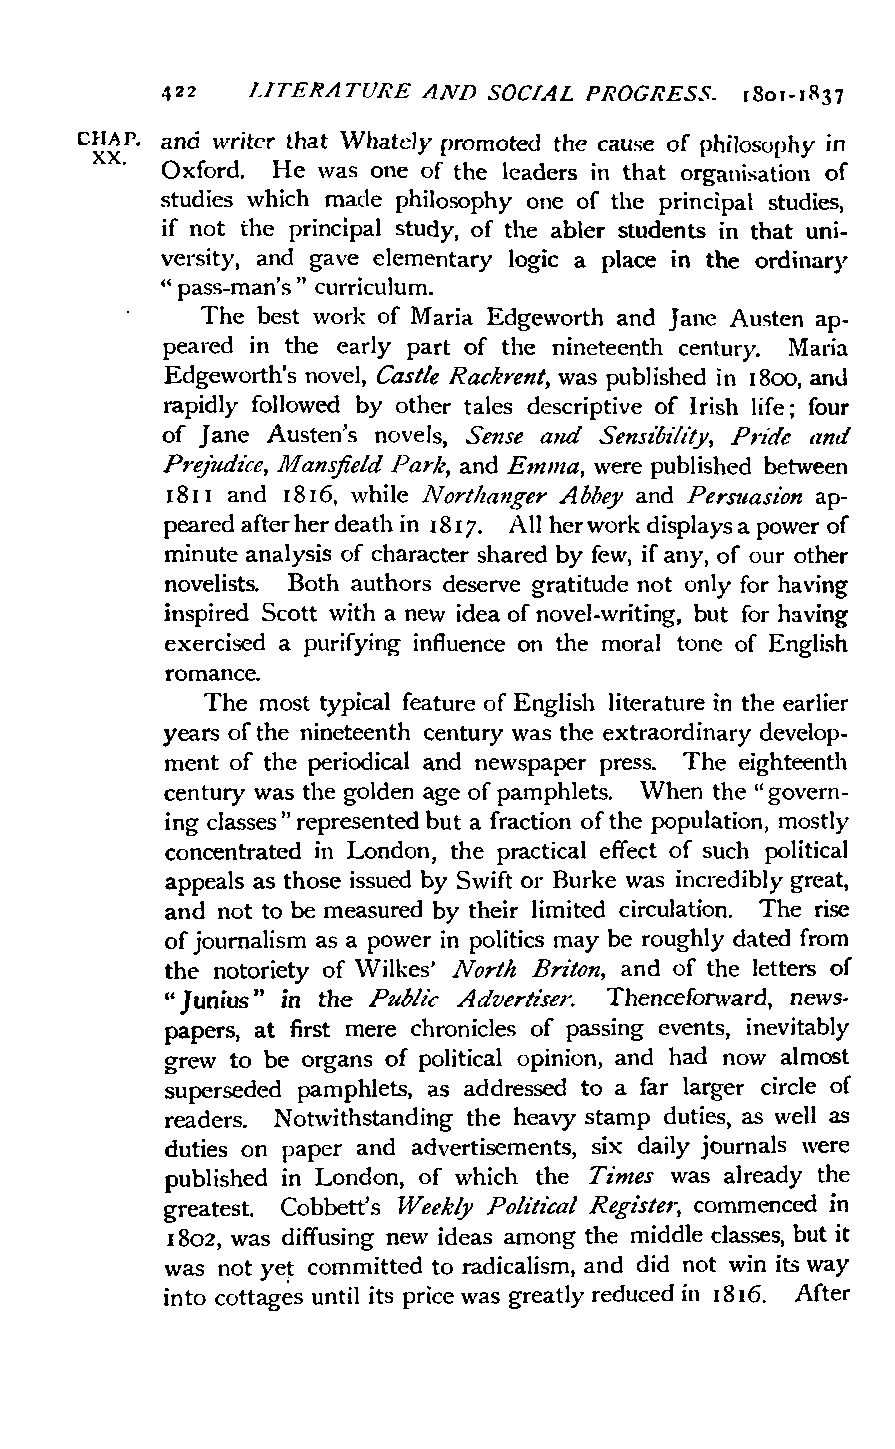 422 LITERATURE AND SOCIAL PROGRESS. 1801-1837
CHAP. and writer that Whately promoted the cause of philosophy in
XX. Oxford. He was one of the leaders in that organisation of
studies which made philosophy one of the principal studies,
if not the principal study, of the abler students in that uni-
versity, and gave elementary logic a place in the ordinary
“ pass-man's ” curriculum.
The best work of Maria Edgeworth and Jane Austen ap-
peared in the early part of the nineteenth century. Maria
Edgeworth's novel, Castle Rackrent, was published in 1800, and
rapidly followed by other tales descriptive of Irish life; four
of Jane Austen's novels, Sense and Sensibility, Pride and
Prejudice, Mansfield Park, and Emma, were published between
1811 and 1816, while Northanger Abbey and Persuasion ap-
peared after her death in 1817. All her work displays a power of
minute analysis of character shared by few, if any, of our other
novelists. Both authors deserve gratitude not only for having
inspired Scott with a new idea of novel-writing, but for having
exercised a purifying influence on the moral tone of English
romance.
The most typical feature of English literature in the earlier
years of the nineteenth century was the extraordinary develop-
ment of the periodical and newspaper press. The eighteenth
century was the golden age of pamphlets. When the “govern-
ing classes” represented but a fraction of the population, mostly
concentrated in London, the practical effect of such political
appeals as those issued by Swift or Burke was incredibly great,
and not to be measured by their limited circulation. The rise
of journalism as a power in politics may be roughly dated from
the notoriety of Wilkes' North Briton, and of the letters of
“Junius” in the Public Advertiser. Thenceforward, news-
papers, at first mere chronicles of passing events, inevitably
grew to be organs of political opinion, and had now almost
superseded pamphlets, as addressed to a far larger circle of
readers. Notwithstanding the heavy stamp duties, as well as
duties on paper and advertisements, six daily journals were
published in London, of which the Times was already the
greatest. Cobbett's Weekly Political Register, commenced in
1802, was diffusing new ideas among the middle classes, but it
was not yet committed to radicalism, and did not win its way
into cottages until its price was greatly reduced in 1816. After